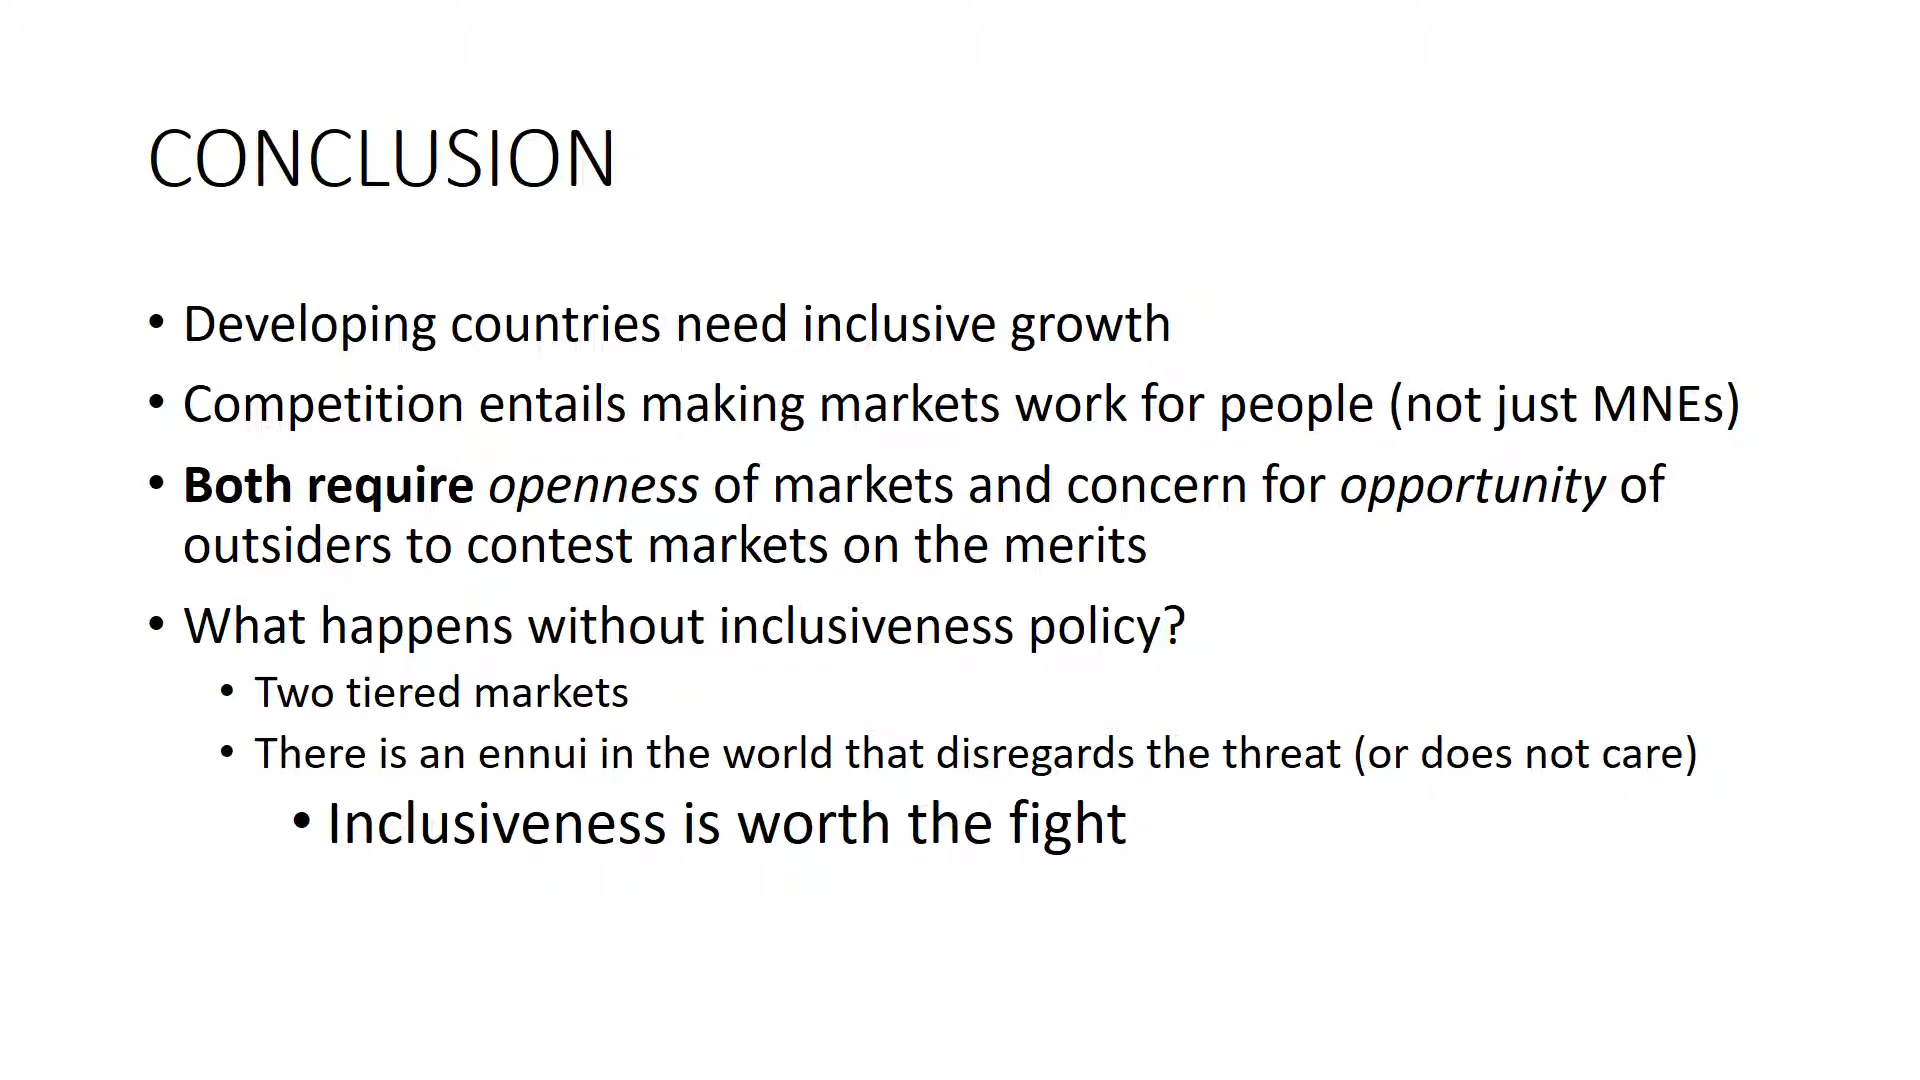 CONCLUSION
• Developing countries need inclusive growth
• Competition entails making markets work for people (not just MNEs)
• Both require openness of markets and concern for opportunity of
outsiders to contest markets on the merits
• What happens without inclusiveness policy?
• Two tiered markets
• There is an ennui in the world that disregards the threat (or does not care)
• Inclusiveness is worth the fight